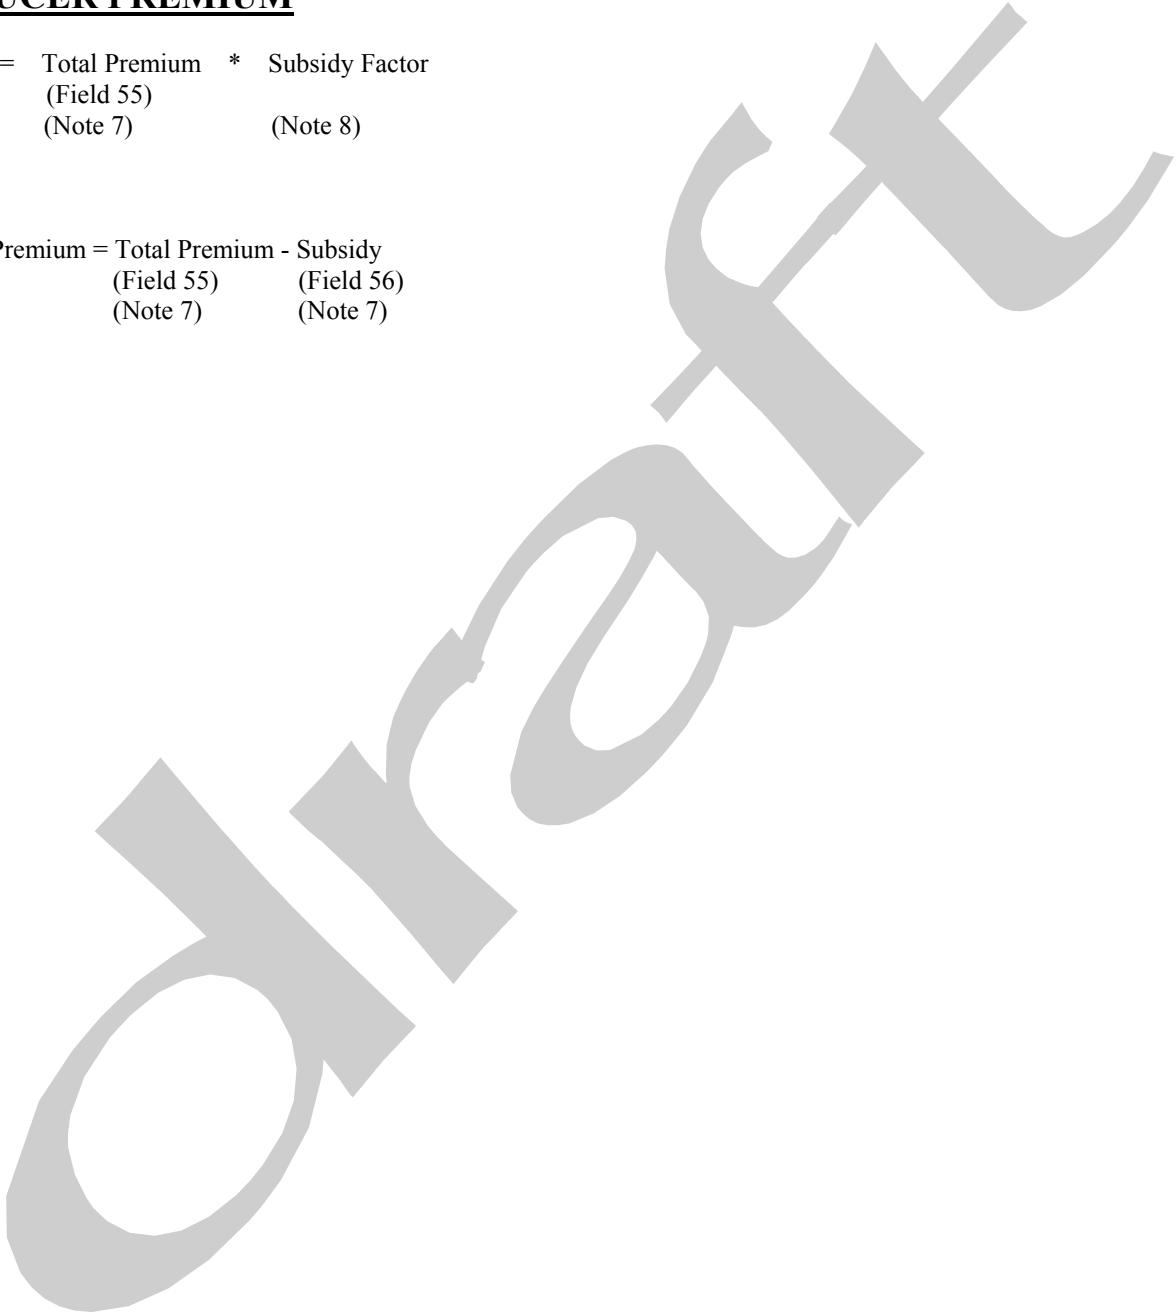 UCER PREMIUM
= Total Premium * Subsidy Factor
(Field 55)
(Note 7) (Note 8)
Premium = Total Premium - Subsidy
(Field 55) (Field 56)
(Note 7) (Note 7)
draft